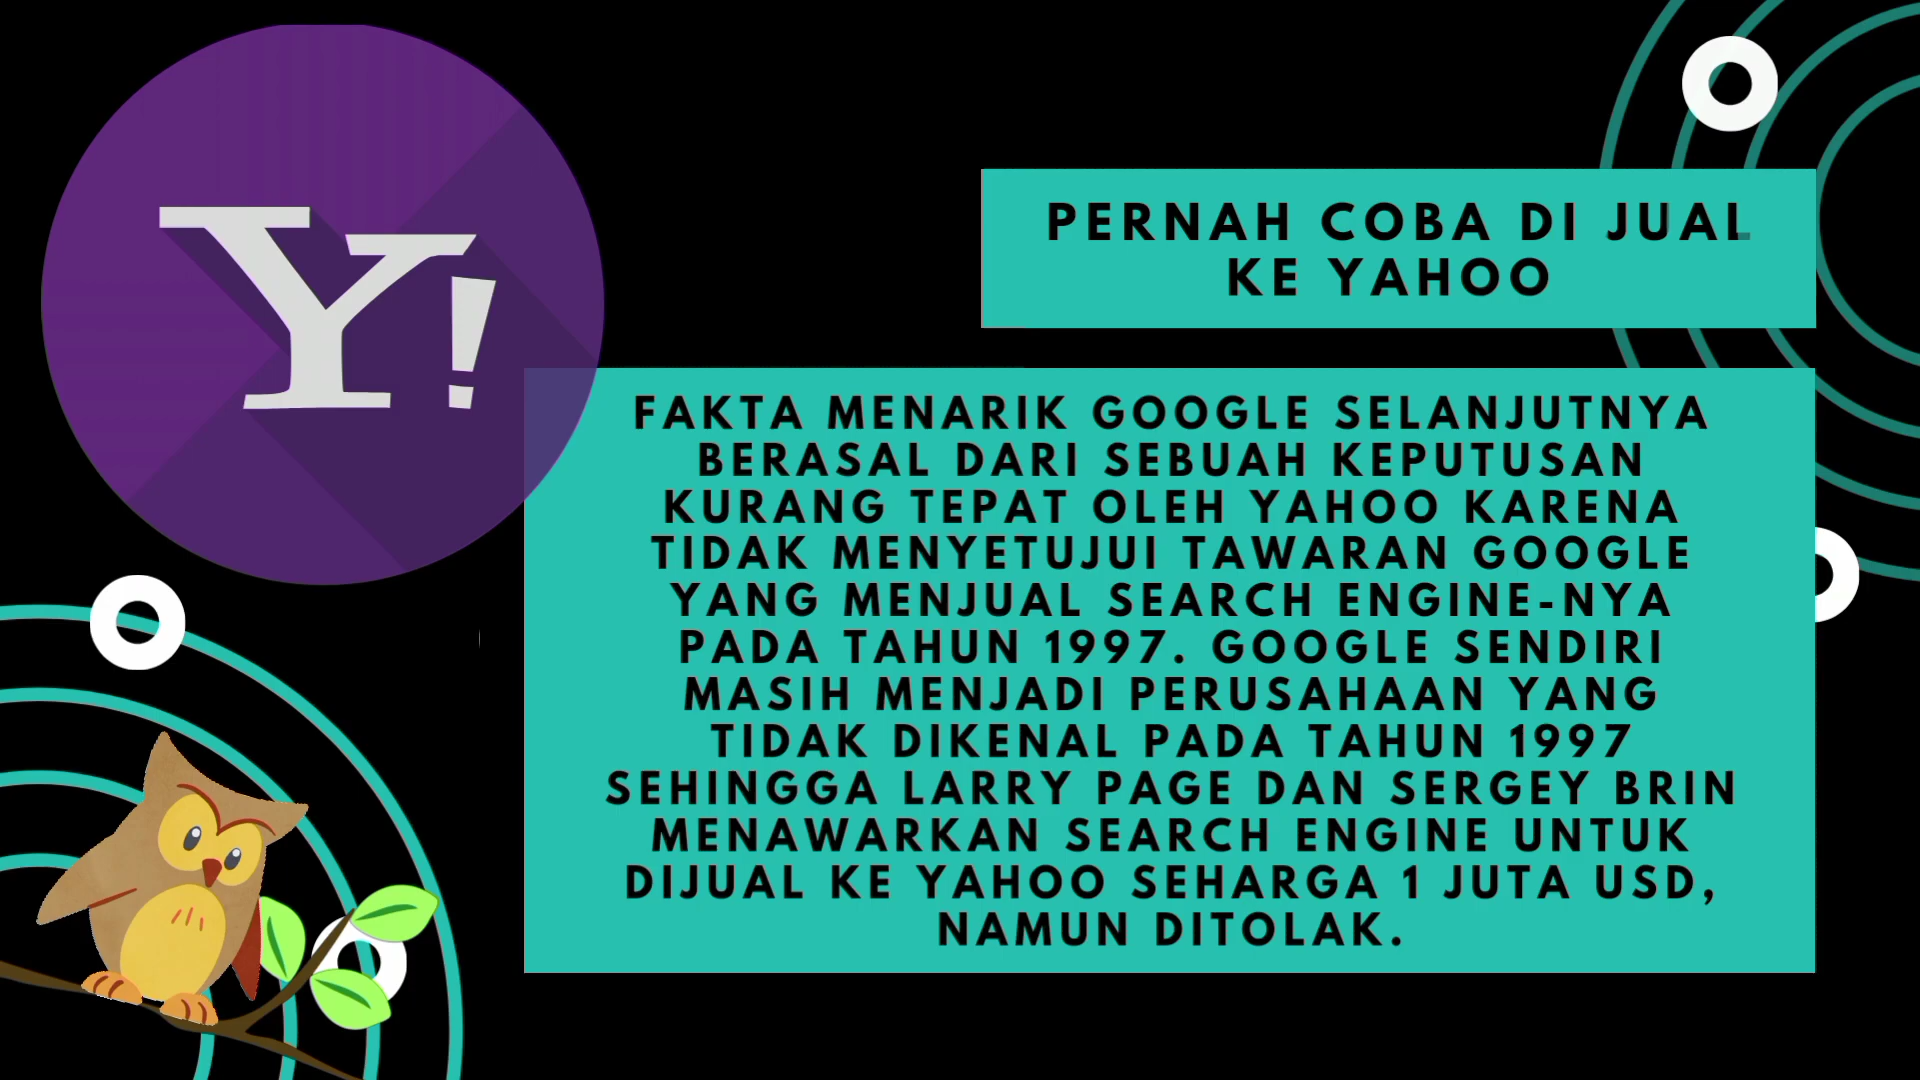 Y!
PERNAH COBA DI JUAL
KE YAHOO
FAKTA MENARIK GOOGLE SELANJUTNYA
BERASAL DARI SEBUAH KEPUTUSAN
KURANG TEPAT OLEH YAHOO KARENA
TIDAK MENYETUJUI TAWARAN GOOGLE
YANG MENJUAL SEARCH ENGINE-NYA
PADA TAHUN 1997. GOOGLE SENDIRI
MASIH MENJADI PERUSAHAAN YANG
TIDAK DIKENAL PADA TAHUN 1997
SEHINGGA LARRY PAGE DAN SERGEY BRIN
MENAWARKAN SEARCH ENGINE UNTUK
DIJUAL KE YAHOO SEHARGA 1 JUTA USD,
NAMUN DITOLAK.